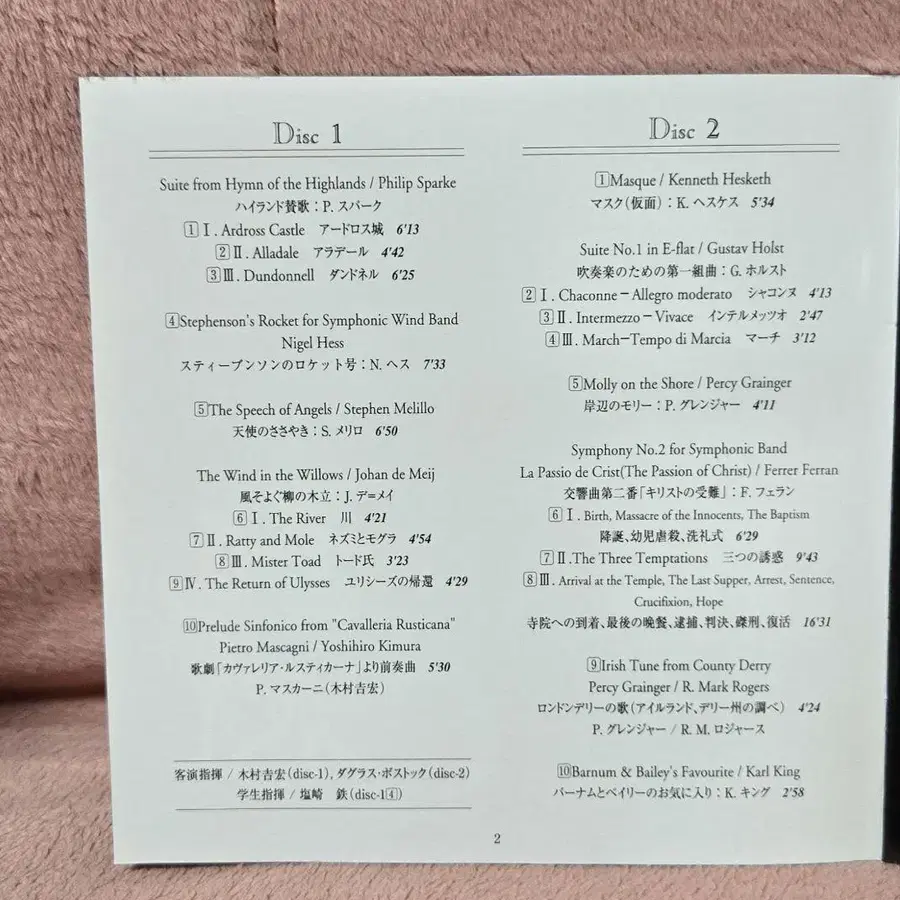 Disc 1
Suite from Hymn of the Highlands / Philip Sparke
ハイランド賛歌：P. スパーク
1 Ⅰ. Ardross Castle アードロス城 6'13
2 Ⅱ. Alladale アラデール 4'42
3 Ⅲ. Dundonnell ダンドネル 6'25
4 Stephenson's Rocket for Symphonic Wind Band
Nigel Hess
スティーブンソンのロケット号：N. ヘス 7'33
5 The Speech of Angels / Stephen Melillo
天使のささやき：S. メリロ 6'50
The Wind in the Willows / Johan de Meij
風そよぐ柳の木立：J. デ=メイ
6 Ⅰ. The River 川 4'21
7 Ⅱ. Ratty and Mole ネズミとモグラ 4'54
8 Ⅲ. Mister Toad トード氏 3'23
9 Ⅳ. The Return of Ulysses ユリシーズの帰還 4'29
10 Prelude Sinfonico from "Cavalleria Rusticana"
Pietro Mascagni / Yoshihiro Kimura
歌劇「カヴァレリア・ルスティカーナ」より前奏曲 5'30
P. マスカーニ（木村吉宏）
客演指揮 / 木村吉宏(disc-1), ダグラス・ボストック(disc-2)
学生指揮 / 塩崎 鉄(disc-1 4)
Disc 2
1 Masque / Kenneth Hesketh
マスク（仮面）：K. ヘスケス 5'34
Suite No.1 in E-flat / Gustav Holst
吹奏楽のための第一組曲：G. ホルスト
2 Ⅰ. Chaconne－Allegro moderato シャコンヌ 4'13
3 Ⅱ. Intermezzo－Vivace インテルメッツオ 2'47
4 Ⅲ. March－Tempo di Marcia マーチ 3'12
5 Molly on the Shore / Percy Grainger
岸辺のモリー：P. グレンジャー 4'11
Symphony No.2 for Symphonic Band
La Passio de Crist(The Passion of Christ) / Ferrer Ferran
交響曲第二番「キリストの受難」：F. フェラン
6 Ⅰ. Birth, Massacre of the Innocents, The Baptism
降誕、幼児虐殺、洗礼式 6'29
7 Ⅱ.The Three Temptations 三つの誘惑 9'43
8 Ⅲ. Arrival at the Temple, The Last Supper, Arrest, Sentence,
Crucifixion, Hope
寺院への到着、最後の晩餐、逮捕、判決、磔刑、復活 16'31
9 Irish Tune from County Derry
Percy Grainger / R. Mark Rogers
ロンドンデリーの歌（アイルランド、デリー州の調べ） 4'24
P. グレンジャー / R. M. ロジャース
10 Barnum & Bailey's Favourite / Karl King
バーナムとベイリーのお気に入り：K. キング 2'58
2